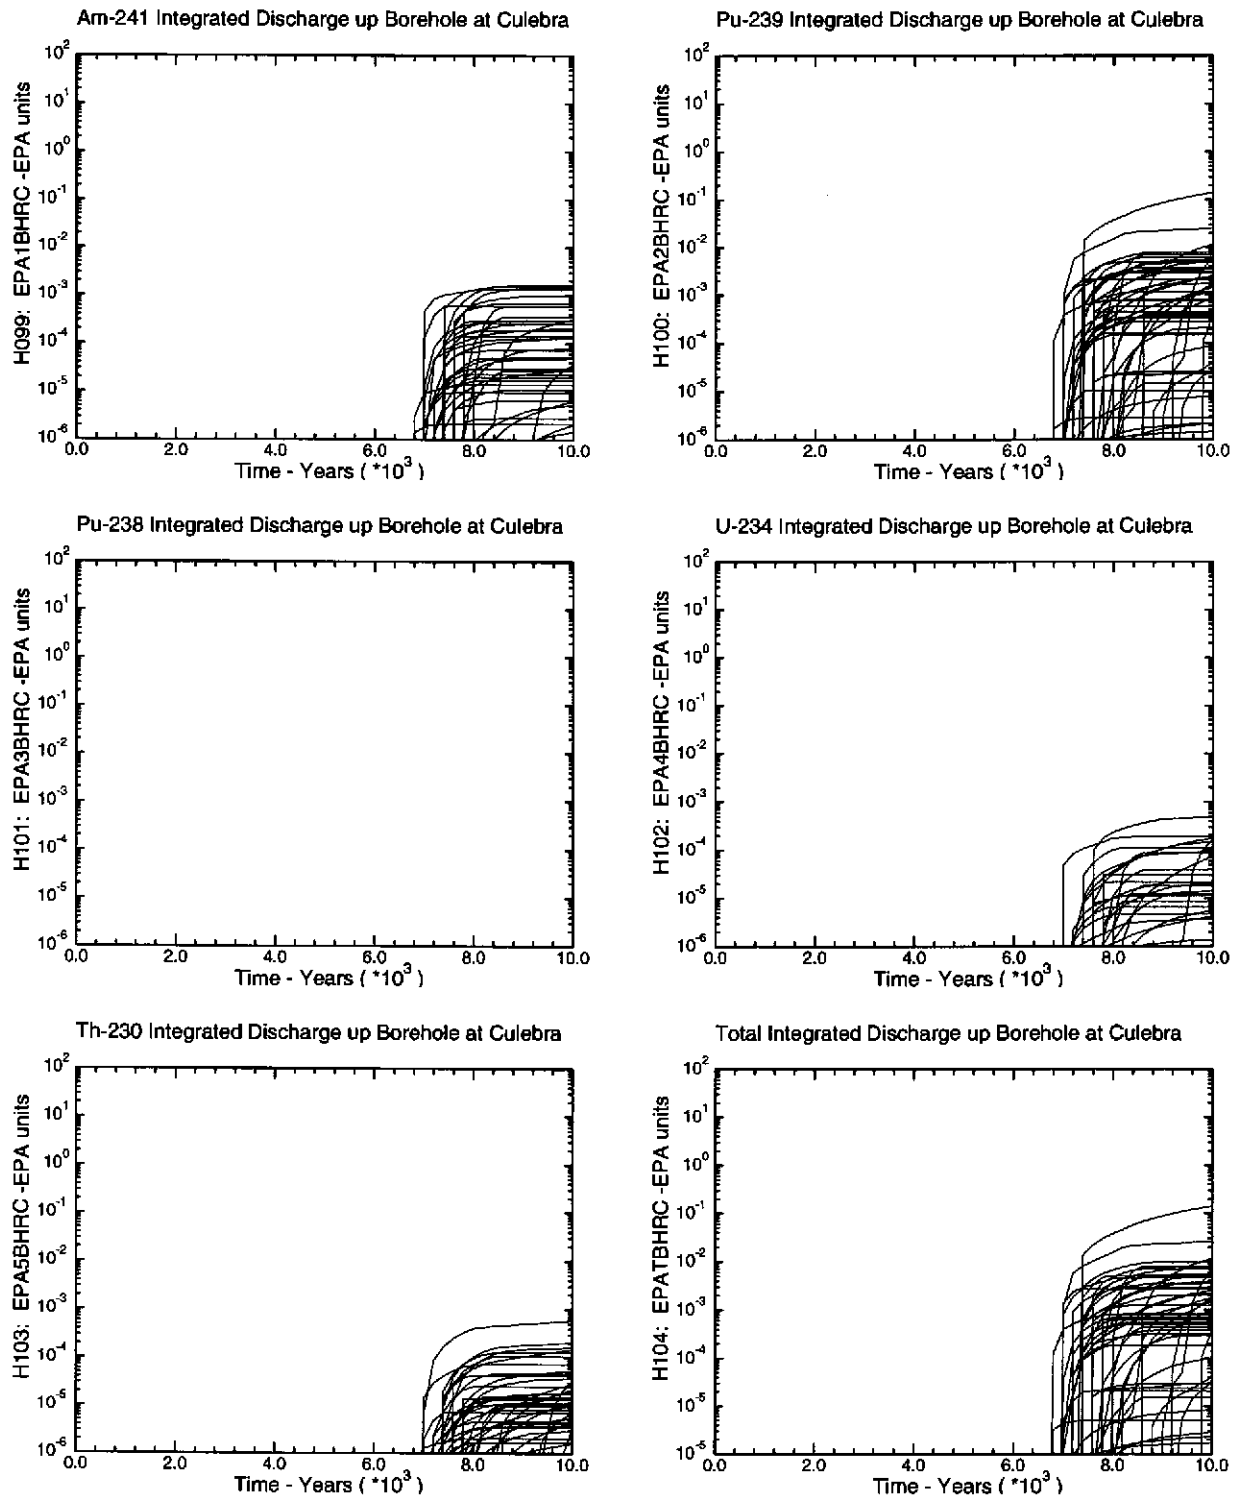 Am-241 Integrated Discharge up Borehole at Culebra
H099: EPA1BHRC -EPA units
10^2
10^1
10^0
10^-1
10^-2
10^-3
10^-4
10^-5
10^-6
0.0 2.0 4.0 6.0 8.0 10.0
Time - Years ( *10^3 )
Pu-239 Integrated Discharge up Borehole at Culebra
H100: EPA2BHRC -EPA units
10^2
10^1
10^0
10^-1
10^-2
10^-3
10^-4
10^-5
10^-6
0.0 2.0 4.0 6.0 8.0 10.0
Time - Years ( *10^3 )
Pu-238 Integrated Discharge up Borehole at Culebra
H101: EPA3BHRC -EPA units
10^2
10^1
10^0
10^-1
10^-2
10^-3
10^-4
10^-5
10^-6
0.0 2.0 4.0 6.0 8.0 10.0
Time - Years ( *10^3 )
U-234 Integrated Discharge up Borehole at Culebra
H102: EPA4BHRC -EPA units
10^2
10^1
10^0
10^-1
10^-2
10^-3
10^-4
10^-5
10^-6
0.0 2.0 4.0 6.0 8.0 10.0
Time - Years ( *10^3 )
Th-230 Integrated Discharge up Borehole at Culebra
H103: EPA5BHRC -EPA units
10^2
10^1
10^0
10^-1
10^-2
10^-3
10^-4
10^-5
10^-6
0.0 2.0 4.0 6.0 8.0 10.0
Time - Years ( *10^3 )
Total Integrated Discharge up Borehole at Culebra
H104: EPATBHRC -EPA units
10^2
10^1
10^0
10^-1
10^-2
10^-3
10^-4
10^-5
10^-5
0.0 2.0 4.0 6.0 8.0 10.0
Time - Years ( *10^3 )